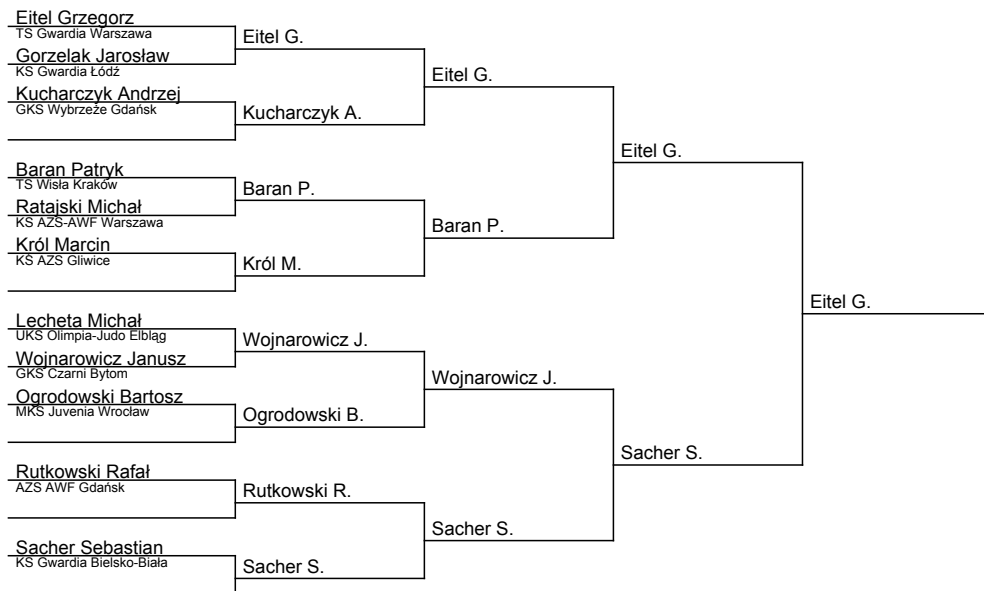 Eitel Grzegorz
TS Gwardia Warszawa
Gorzelak Jarosław
KS Gwardia Łódź
Kucharczyk Andrzej
GKS Wybrzeże Gdańsk
Baran Patryk
TS Wisła Kraków
Ratajski Michał
KS AZS-AWF Warszawa
Król Marcin
KS AZS Gliwice
Lecheta Michał
UKS Olimpia-Judo Elbląg
Wojnarowicz Janusz
GKS Czarni Bytom
Ogrodowski Bartosz
MKS Juvenia Wrocław
Rutkowski Rafał
AZS AWF Gdańsk
Sacher Sebastian
KS Gwardia Bielsko-Biała
Eitel G.
Kucharczyk A.
Baran P.
Król M.
Wojnarowicz J.
Ogrodowski B.
Rutkowski R.
Sacher S.
Eitel G.
Baran P.
Wojnarowicz J.
Sacher S.
Eitel G.
Sacher S.
Eitel G.